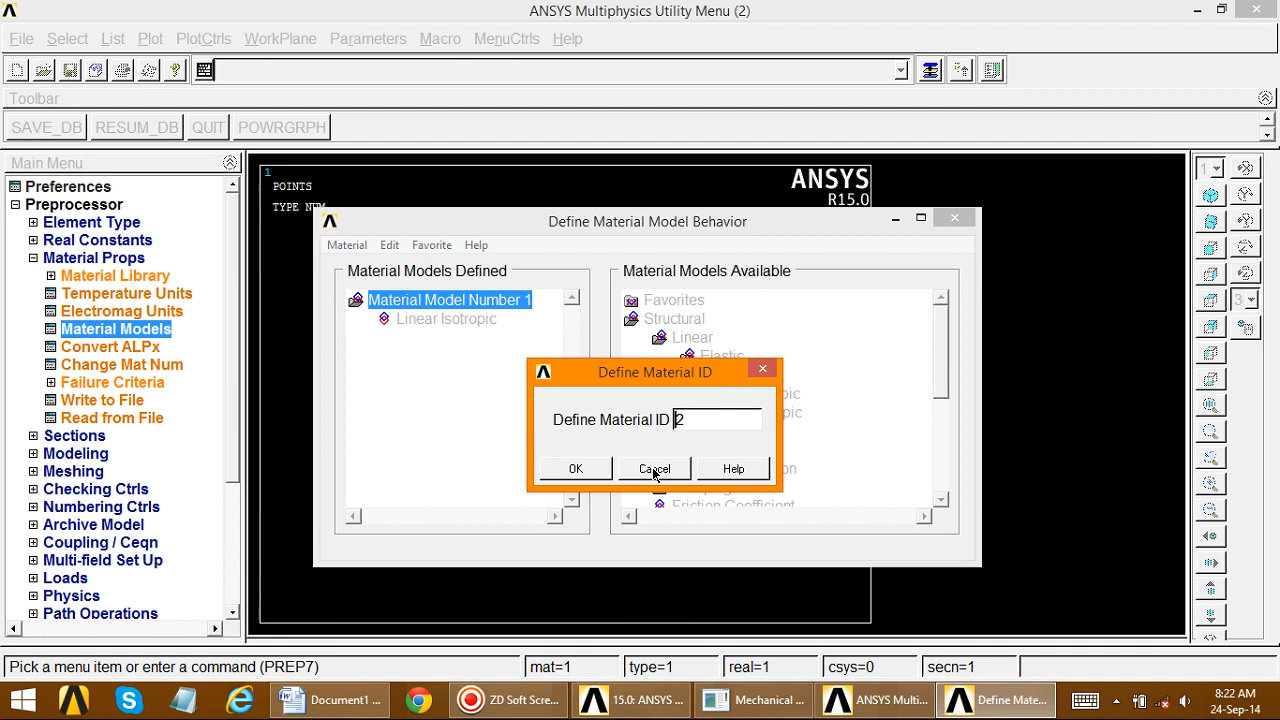 ANSYS Multiphysics Utility Menu (2)
File Select List Plot PlotCtrls WorkPlane Parameters Macro MenuCtrls Help
Toolbar
SAVE_DB RESUM_DB QUIT POWRGRPH
Main Menu
Preferences
Preprocessor
Element Type
Real Constants
Material Props
Material Library
Temperature Units
Electromag Units
Material Models
Convert ALPx
Change Mat Num
Failure Criteria
Write to File
Read from File
Sections
Modeling
Meshing
Checking Ctrls
Numbering Ctrls
Archive Model
Coupling / Ceqn
Multi-field Set Up
Loads
Physics
Path Operations
1
POINTS
TYPE NUM
ANSYS
R15.0
Define Material Model Behavior
Material Edit Favorite Help
Material Models Defined
Material Model Number 1
Linear Isotropic
Material Models Available
Favorites
Structural
Linear
Elastic
Friction Coefficient
Define Material ID
Define Material ID 2
OK Cancel Help
1
3
Pick a menu item or enter a command (PREP7)
mat=1 type=1 real=1 csys=0 secn=1
Document1 ... ZD Soft Scre... 15.0: ANSYS ... Mechanical ... ANSYS Multi... Define Mate...
8:22 AM
24-Sep-14